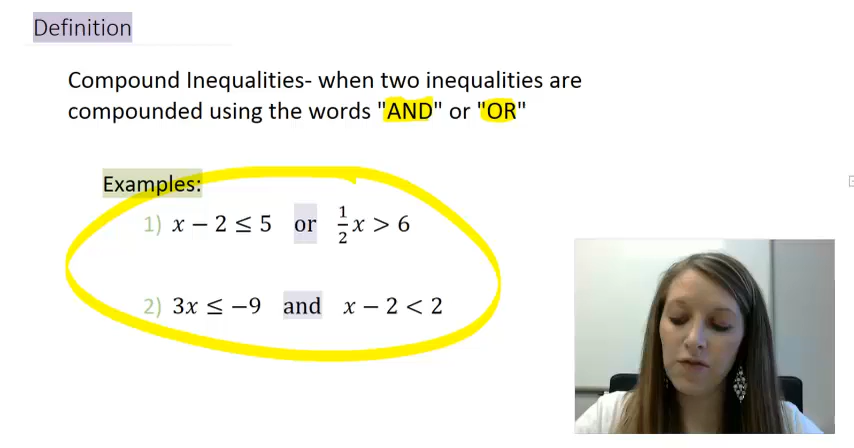 Definition
Compound Inequalities- when two inequalities are
compounded using the words "AND" or "OR"
Examples:
1) x − 2 ≤ 5 or 1/2 x > 6
2) 3x ≤ −9 and x − 2 < 2